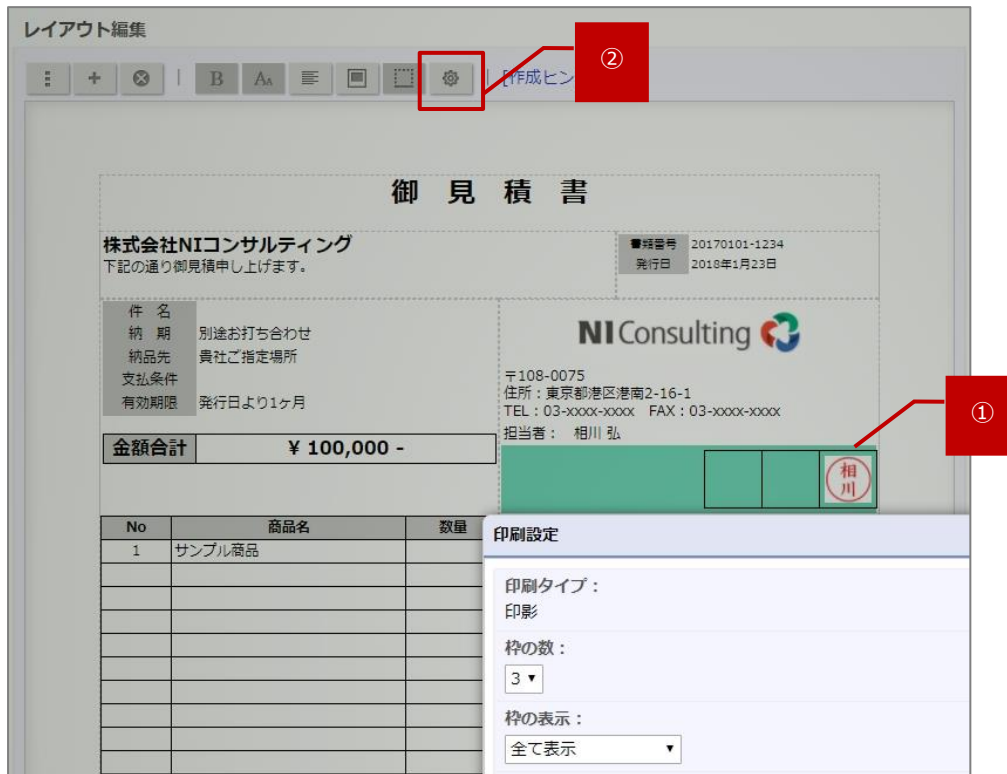 レイアウト編集
②
B AA [作成ヒン
御 見 積 書
株式会社NIコンサルティング
下記の通り御見積申し上げます。
書類番号 20170101-1234
発行日 2018年1月23日
件 名
納 期 別途お打ち合わせ
納品先 貴社ご指定場所
支払条件
有効期限 発行日より1ヶ月
NI Consulting
〒108-0075
住所:東京都港区港南2-16-1
TEL:03-xxxx-xxxx FAX:03-xxxx-xxxx
担当者: 相川 弘
①
金額合計 ¥ 100,000 -
相川
No 商品名 数量
1 サンプル商品
印刷設定
印刷タイプ:
印影
枠の数:
3
枠の表示:
全て表示